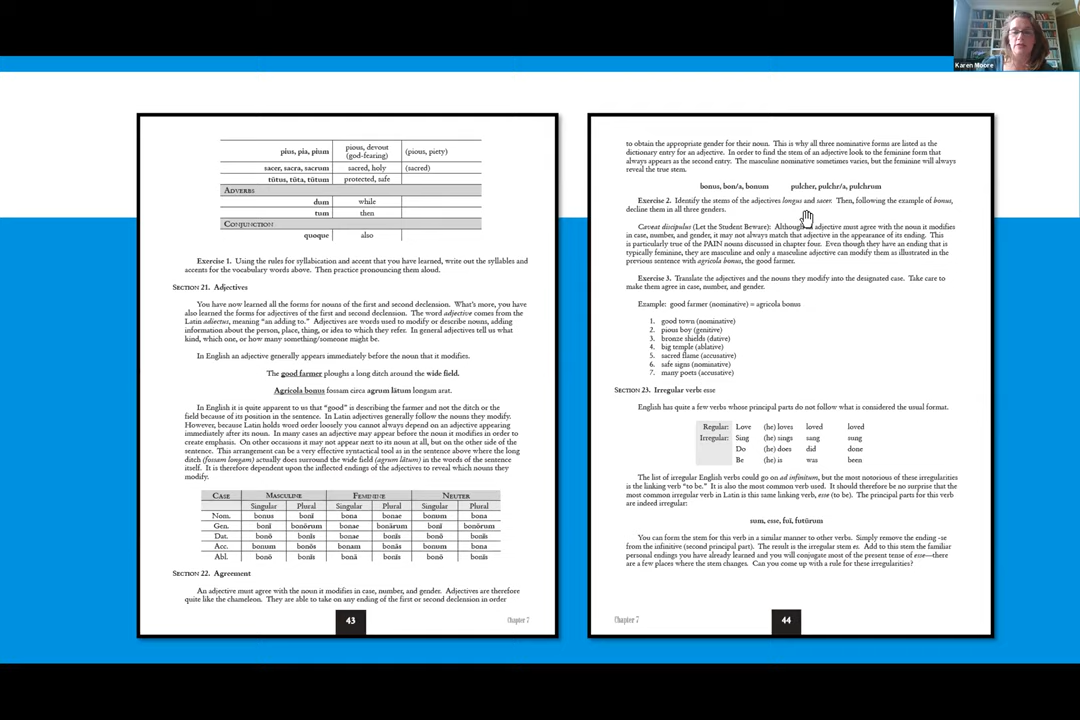 Karen Moore
pius, pia, pium pious, devout (god-fearing) (pious, piety)
sacer, sacra, sacrum sacred, holy (sacred)
tūtus, tūta, tūtum protected, safe
ADVERBS
dum while
tum then
CONJUNCTION
quoque also
Exercise 1. Using the rules for syllabication and accent that you have learned, write out the syllables and
accents for the vocabulary words above. Then practice pronouncing them aloud.
SECTION 21. Adjectives
You have now learned all the forms for nouns of the first and second declension. What's more, you have
also learned the forms for adjectives of the first and second declension. The word adjective comes from the
Latin adiectus, meaning "an adding to." Adjectives are words used to modify or describe nouns, adding
information about the person, place, thing, or idea to which they refer. In general adjectives tell us what
kind, which one, or how many something/someone might be.
In English an adjective generally appears immediately before the noun that it modifies.
The good farmer ploughs a long ditch around the wide field.
Agricola bonus fossam circa agrum lātum longam arat.
In English it is quite apparent to us that "good" is describing the farmer and not the ditch or the
field because of its position in the sentence. In Latin adjectives generally follow the nouns they modify.
However, because Latin holds word order loosely you cannot always depend on an adjective appearing
immediately after its noun. In many cases an adjective may appear before the noun it modifies in order to
create emphasis. On other occasions it may not appear next to its noun at all, but on the other side of the
sentence. This arrangement can be a very effective syntactical tool as in the sentence above where the long
ditch (fossam longam) actually does surround the wide field (agrum lātum) in the words of the sentence
itself. It is therefore dependent upon the inflected endings of the adjectives to reveal which nouns they
modify.
CASE MASCULINE FEMININE NEUTER
Singular Plural Singular Plural Singular Plural
Nom. bonus bonī bona bonae bonum bona
Gen. bonī bonōrum bonae bonārum bonī bonōrum
Dat. bonō bonīs bonae bonīs bonō bonīs
Acc. bonum bonōs bonam bonās bonum bona
Abl. bonō bonīs bonā bonīs bonō bonīs
SECTION 22. Agreement
An adjective must agree with the noun it modifies in case, number, and gender. Adjectives are therefore
quite like the chameleon. They are able to take on any ending of the first or second declension in order
43
Chapter 7
to obtain the appropriate gender for their noun. This is why all three nominative forms are listed as the
dictionary entry for an adjective. In order to find the stem of an adjective look to the feminine form that
always appears as the second entry. The masculine nominative sometimes varies, but the feminine will always
reveal the true stem.
bonus, bon/a, bonum pulcher, pulchr/a, pulchrum
Exercise 2. Identify the stems of the adjectives longus and sacer. Then, following the example of bonus,
decline them in all three genders.
Caveat discipulus (Let the Student Beware): Although an adjective must agree with the noun it modifies
in case, number, and gender, it may not always match that adjective in the appearance of its ending. This
is particularly true of the PAIN nouns discussed in chapter four. Even though they have an ending that is
typically feminine, they are masculine and only a masculine adjective can modify them as illustrated in the
previous sentence with agricola bonus, the good farmer.
Exercise 3. Translate the adjectives and the nouns they modify into the designated case. Take care to
make them agree in case, number, and gender.
Example: good farmer (nominative) = agricola bonus
1. good town (nominative)
2. pious boy (genitive)
3. bronze shields (dative)
4. big temple (ablative)
5. sacred flame (accusative)
6. safe signs (nominative)
7. many poets (accusative)
SECTION 23. Irregular verb: esse
English has quite a few verbs whose principal parts do not follow what is considered the usual format.
Regular: Love (he) loves loved loved
Irregular: Sing (he) sings sang sung
Do (he) does did done
Be (he) is was been
The list of irregular English verbs could go on ad infinitum, but the most notorious of these irregularities
is the linking verb "to be." It is also the most common verb used. It should therefore be no surprise that the
most common irregular verb in Latin is this same linking verb, esse (to be). The principal parts for this verb
are indeed irregular:
sum, esse, fuī, futūrum
You can form the stem for this verb in a similar manner to other verbs. Simply remove the ending -se
from the infinitive (second principal part). The result is the irregular stem es. Add to this stem the familiar
personal endings you have already learned and you will conjugate most of the present tense of esse—there
are a few places where the stem changes. Can you come up with a rule for these irregularities?
Chapter 7
44